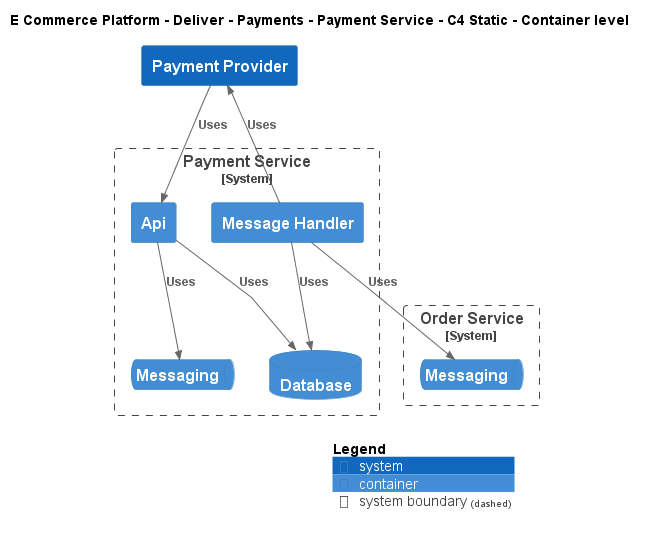 E Commerce Platform - Deliver - Payments - Payment Service - C4 Static - Container level
Payment Provider
Uses
Uses
Payment Service
[System]
Api
Message Handler
Uses
Uses
Uses
Uses
Order Service
[System]
Messaging
Database
Messaging
Legend
system
container
system boundary (dashed)